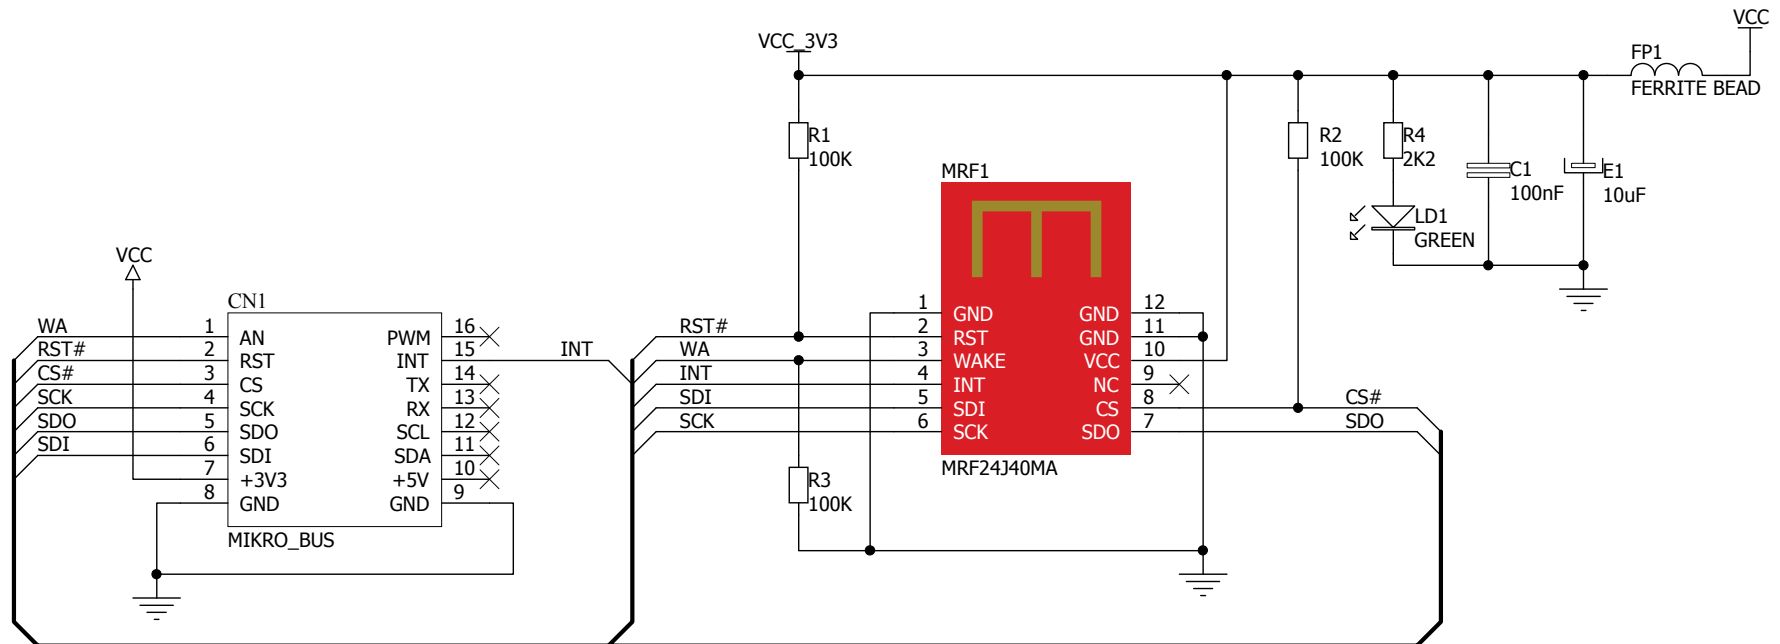 VCC
VCC_3V3
FP1
FERRITE BEAD
R1
100K
R2
100K
R4
2K2
C1
100nF
E1
10uF
LD1
GREEN
MRF1
1 GND
2 RST
3 WAKE
4 INT
5 SDI
6 SCK
GND 12
GND 11
VCC 10
NC 9
CS 8
SDO 7
MRF24J40MA
RST#
WA
INT
SDI
SCK
CS#
SDO
R3
100K
VCC
CN1
WA 1 AN
RST# 2 RST
CS# 3 CS
SCK 4 SCK
SDO 5 SDO
SDI 6 SDI
7 +3V3
8 GND
PWM 16
INT 15 INT
TX 14
RX 13
SCL 12
SDA 11
+5V 10
GND 9
MIKRO_BUS